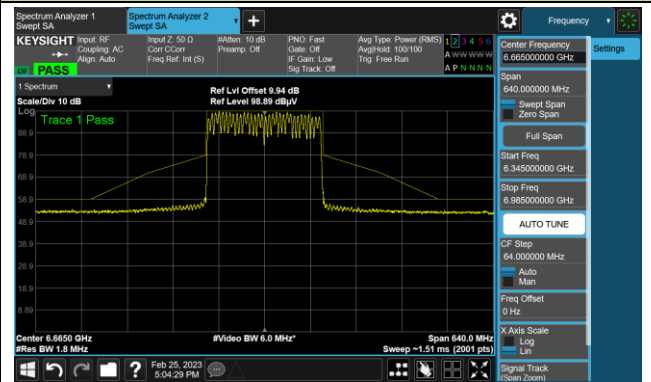 Spectrum Analyzer 1
Swept SA
Spectrum Analyzer 2
Swept SA
Frequency
KEYSIGHT
Input: RF
Coupling: AC
Align: Auto
Input Z: 50 Ω
Corr CCorr
Freq Ref: Int (S)
#Atten: 10 dB
Preamp: Off
PNO: Fast
Gate: Off
IF Gain: Low
Sig Track: Off
Avg Type: Power (RMS)
Avg|Hold: 100/100
Trig: Free Run
1 2 3 4 5 6
A W W W W W
A P N N N N
LXI
PASS
1 Spectrum
Scale/Div 10 dB
Ref Lvl Offset 9.94 dB
Ref Level 98.89 dBµV
Log
Trace 1 Pass
88.9
78.9
68.9
58.9
48.9
38.9
28.9
18.9
8.89
Center 6.6650 GHz
#Res BW 1.8 MHz
#Video BW 6.0 MHz*
Span 640.0 MHz
Sweep ~1.51 ms (2001 pts)
Feb 25, 2023
5:04:29 PM
Center Frequency
6.665000000 GHz
Settings
Span
640.000000 MHz
Swept Span
Zero Span
Full Span
Start Freq
6.345000000 GHz
Stop Freq
6.985000000 GHz
AUTO TUNE
CF Step
64.000000 MHz
Auto
Man
Freq Offset
0 Hz
X Axis Scale
Log
Lin
Signal Track
(Span Zoom)